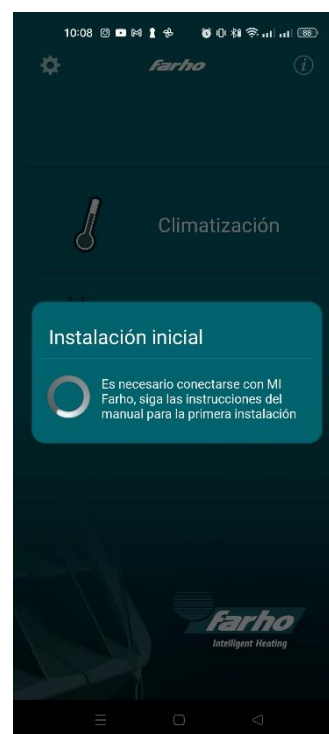 10:08
88
Farho
i
Climatización
Instalación inicial
Es necesario conectarse con MI
Farho, siga las instrucciones del
manual para la primera instalación
Farho
Intelligent Heating